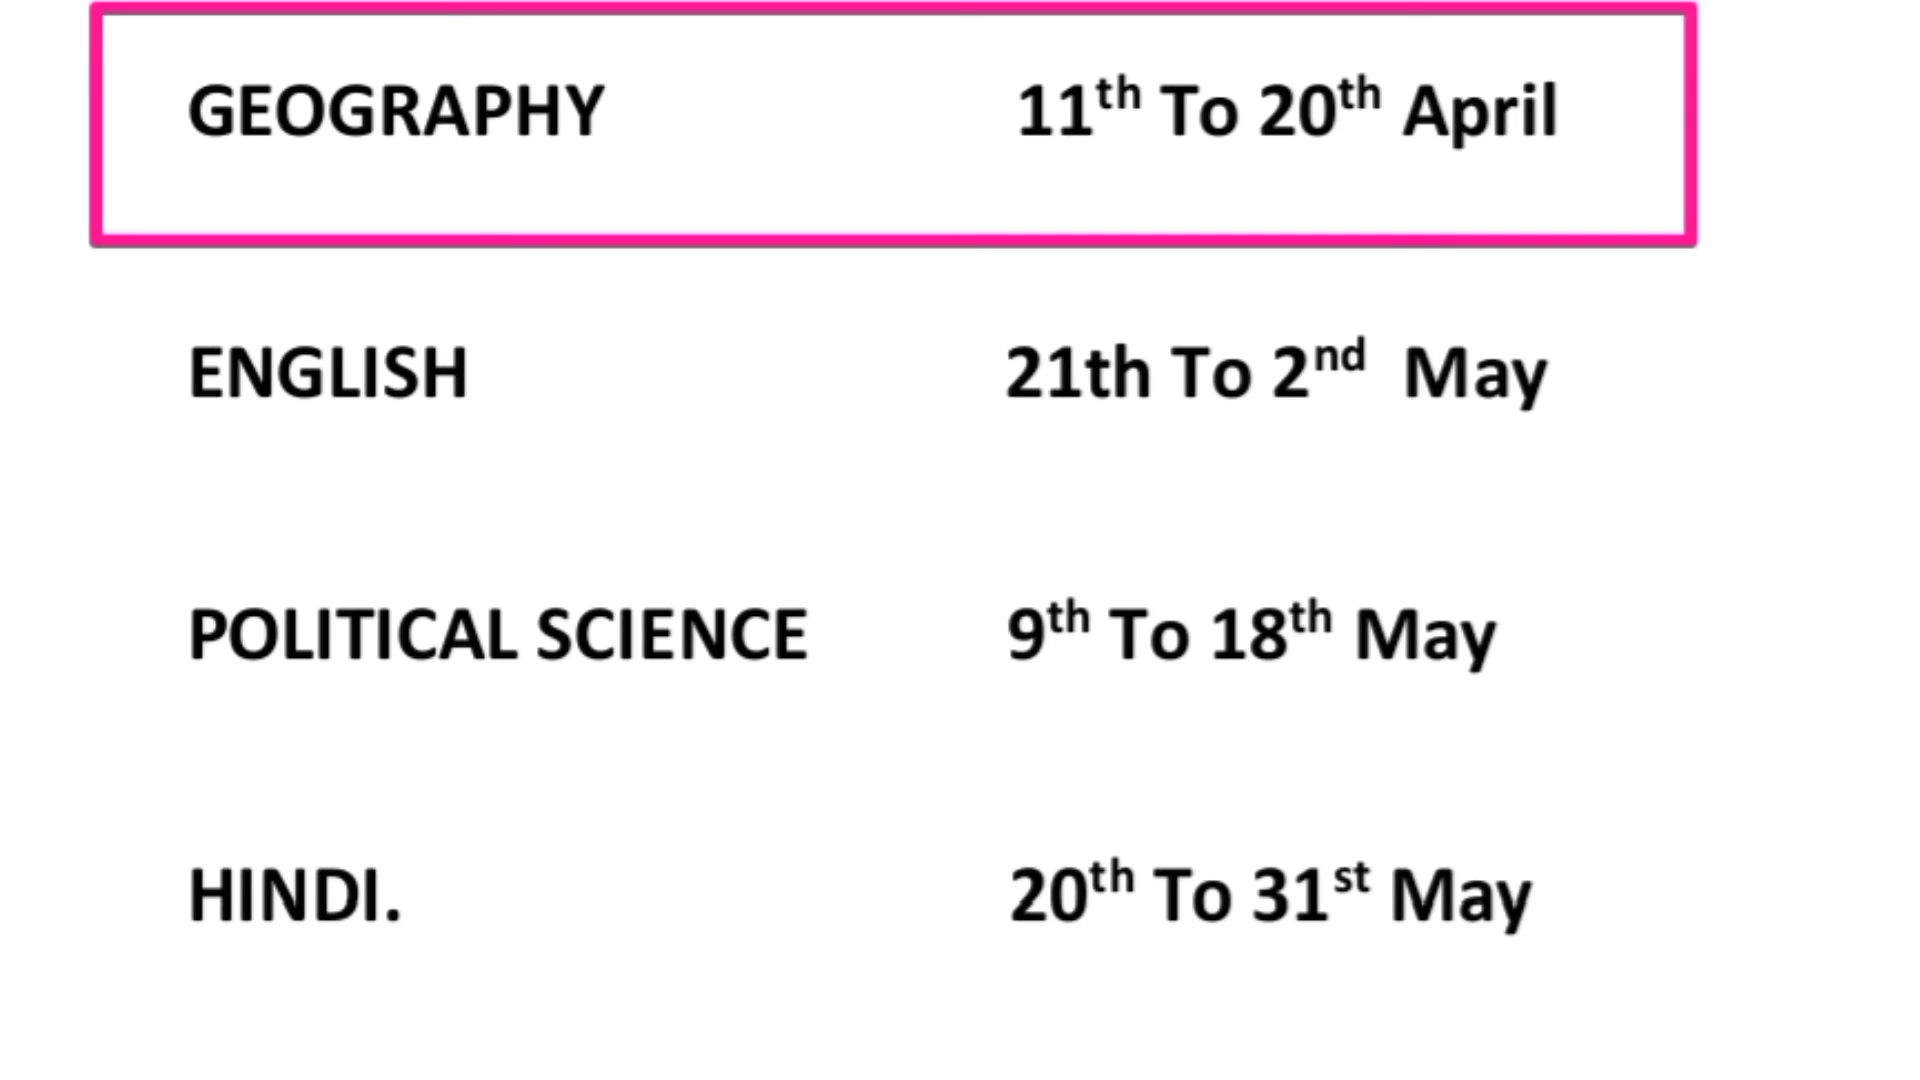 GEOGRAPHY 11th To 20th April
ENGLISH 21th To 2nd May
POLITICAL SCIENCE 9th To 18th May
HINDI. 20th To 31st May